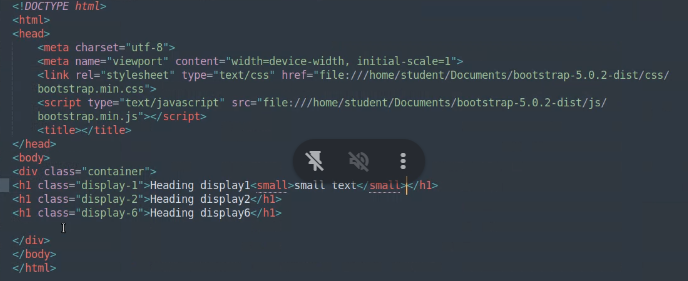 <!DOCTYPE html>
<html>
<head>
<meta charset="utf-8">
<meta name="viewport" content="width=device-width, initial-scale=1">
<link rel="stylesheet" type="text/css" href="file:///home/student/Documents/bootstrap-5.0.2-dist/css/
bootstrap.min.css">
<script type="text/javascript" src="file:///home/student/Documents/bootstrap-5.0.2-dist/js/
bootstrap.min.js"></script>
<title></title>
</head>
<body>
<div class="container">
<h1 class="display-1">Heading display1<small>small text</small></h1>
<h1 class="display-2">Heading display2</h1>
<h1 class="display-6">Heading display6</h1>
</div>
</body>
</html>